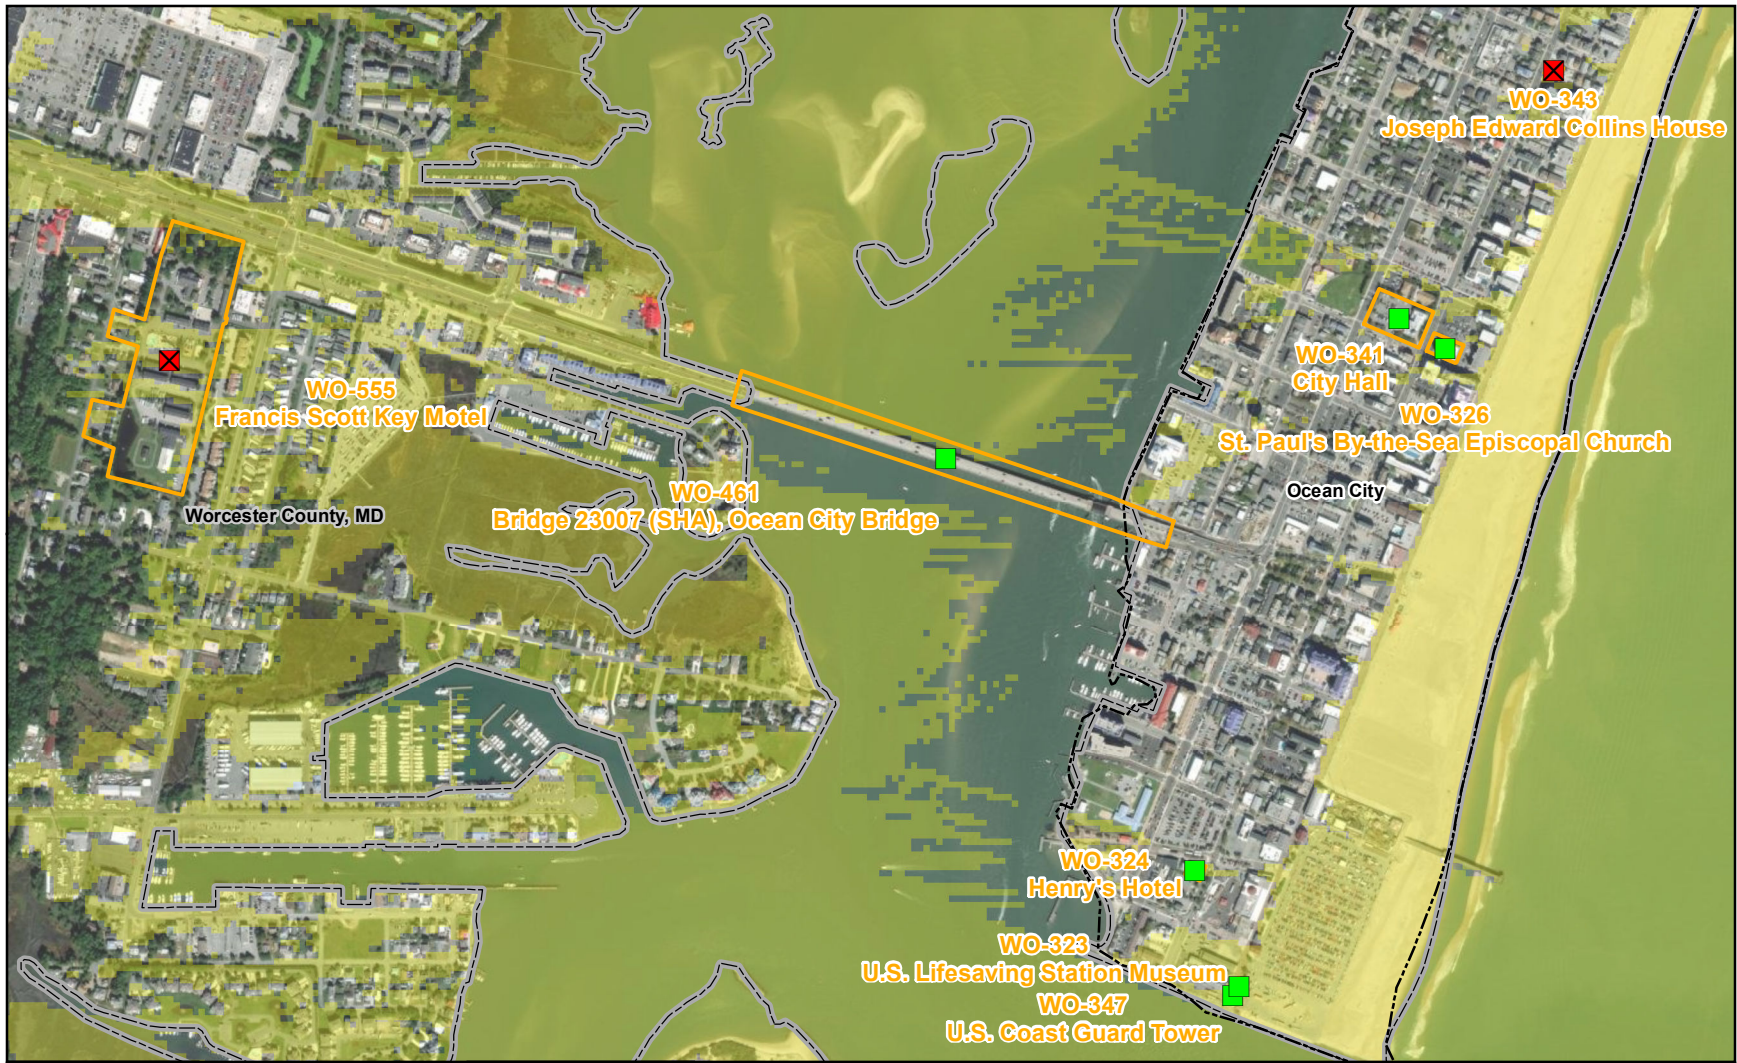 WO-343
Joseph Edward Collins House
WO-341
City Hall
WO-555
Francis Scott Key Motel
WO-326
St. Paul's By-the-Sea Episcopal Church
WO-461
Bridge 23007 (SHA), Ocean City Bridge
Ocean City
Worcester County, MD
WO-324
Henry's Hotel
WO-323
U.S. Lifesaving Station Museum
WO-347
U.S. Coast Guard Tower